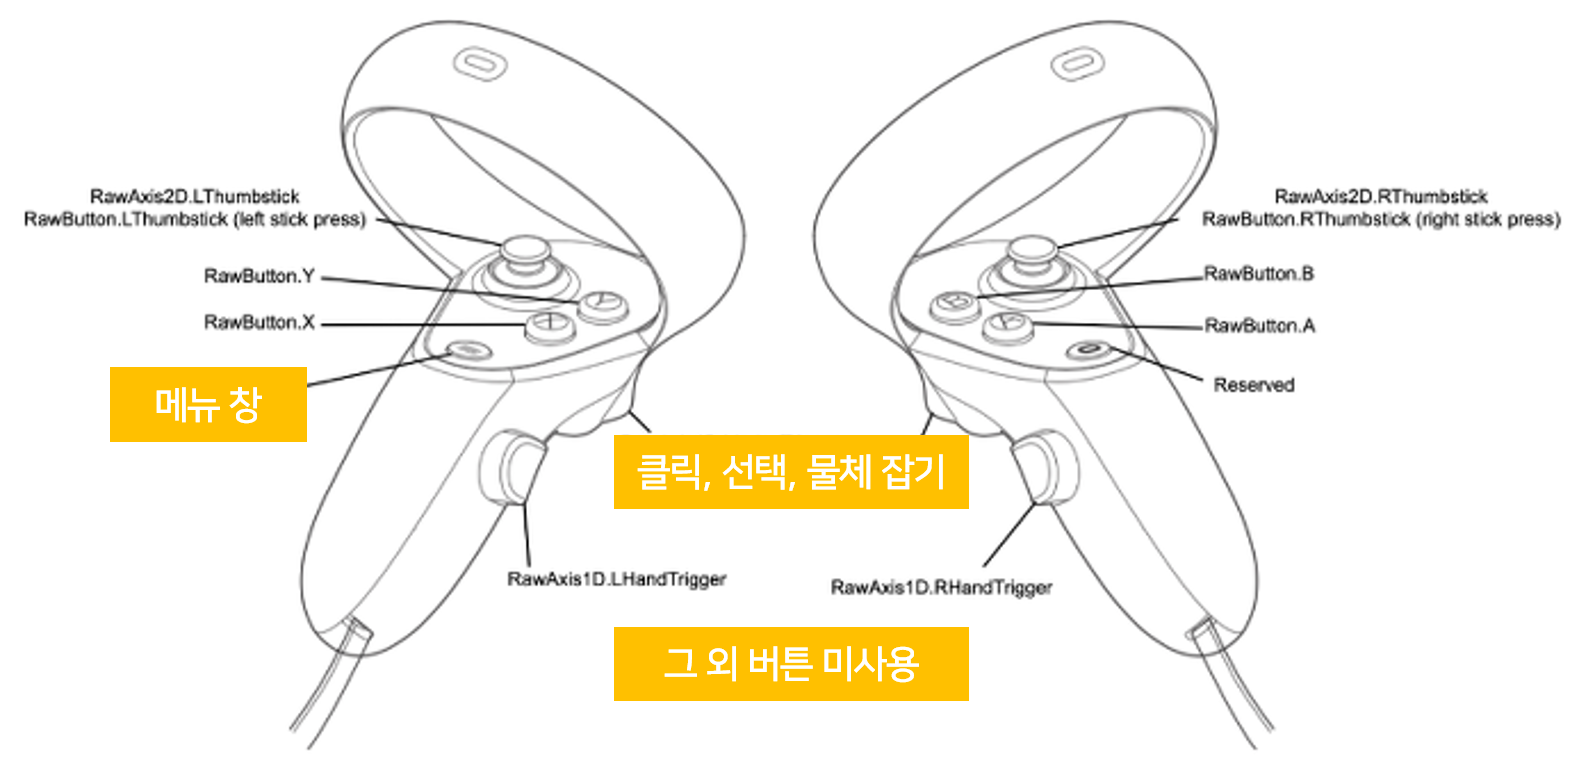 RawAxis2D.LThumbstick
RawButton.LThumbstick (left stick press)
RawButton.Y
RawButton.X
메뉴 창
RawAxis2D.RThumbstick
RawButton.RThumbstick (right stick press)
RawButton.B
RawButton.A
Reserved
클릭, 선택, 물체 잡기
RawAxis1D.LHandTrigger
RawAxis1D.RHandTrigger
그 외 버튼 미사용